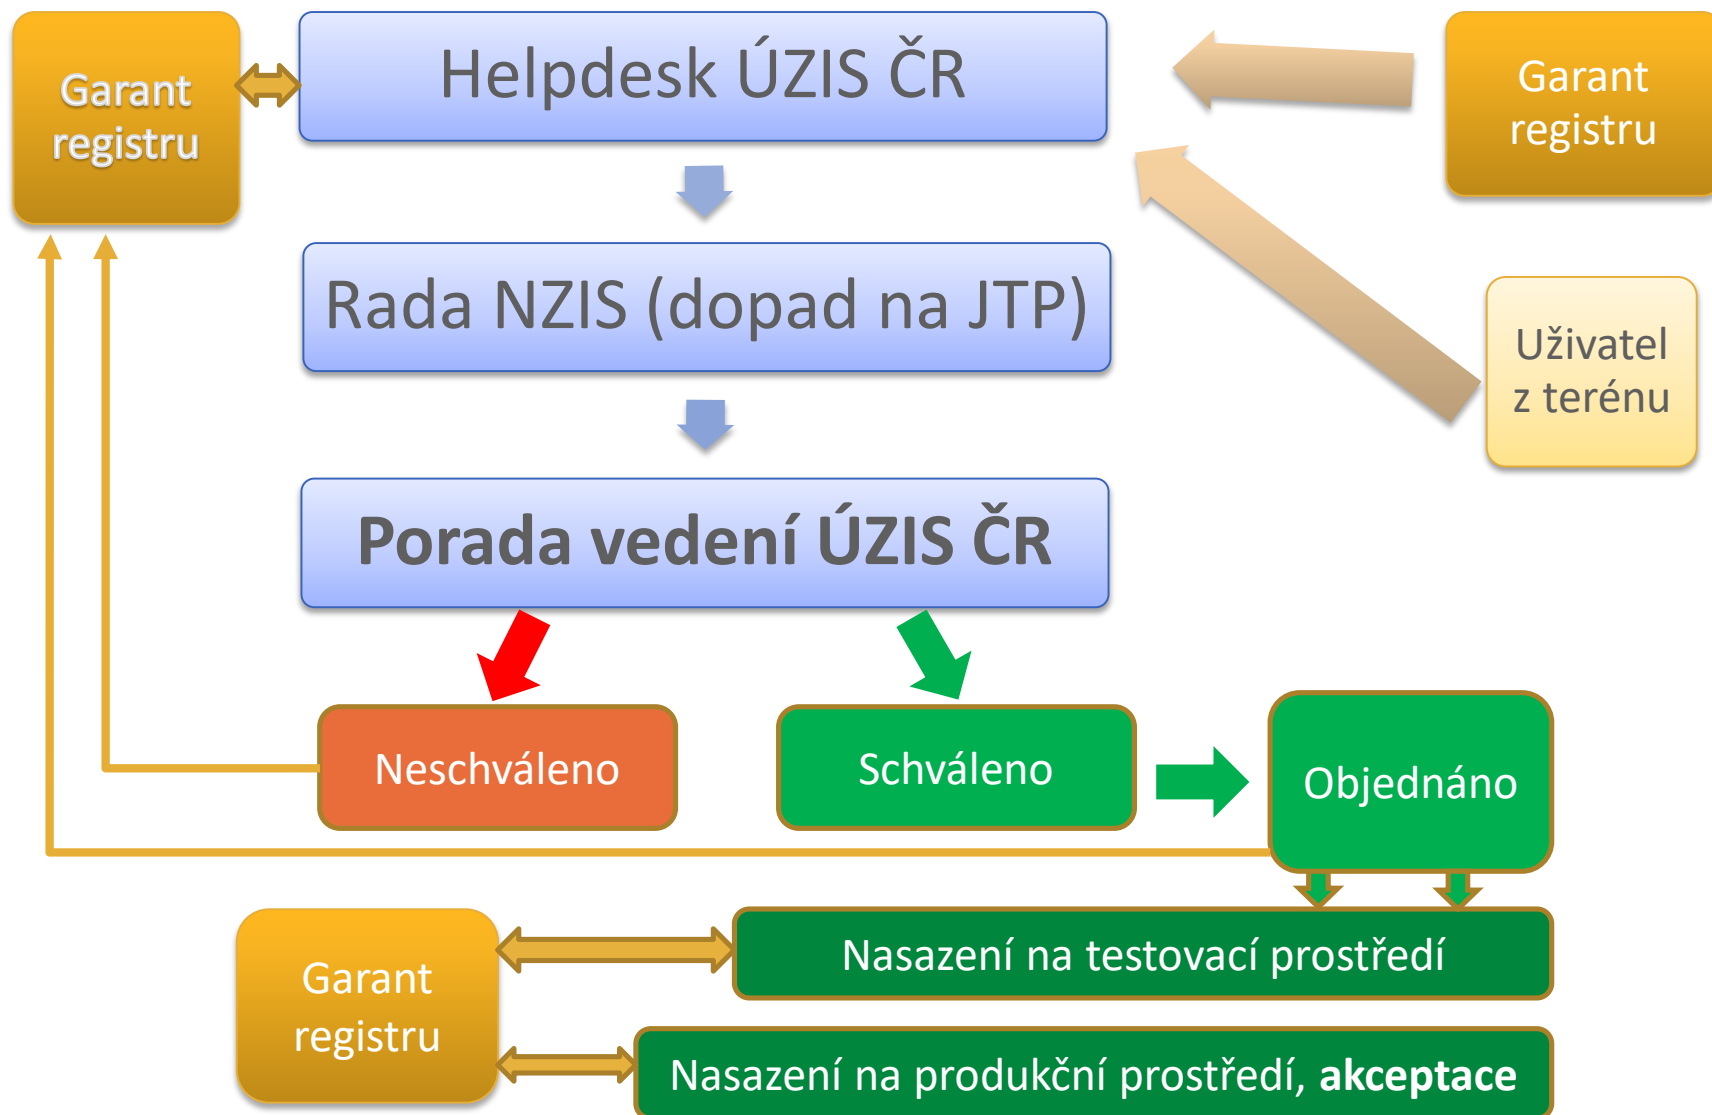 Garant
registru
Helpdesk ÚZIS ČR
Garant
registru
Rada NZIS (dopad na JTP)
Uživatel
z terénu
Porada vedení ÚZIS ČR
Neschváleno
Schváleno
Objednáno
Garant
registru
Nasazení na testovací prostředí
Nasazení na produkční prostředí, akceptace